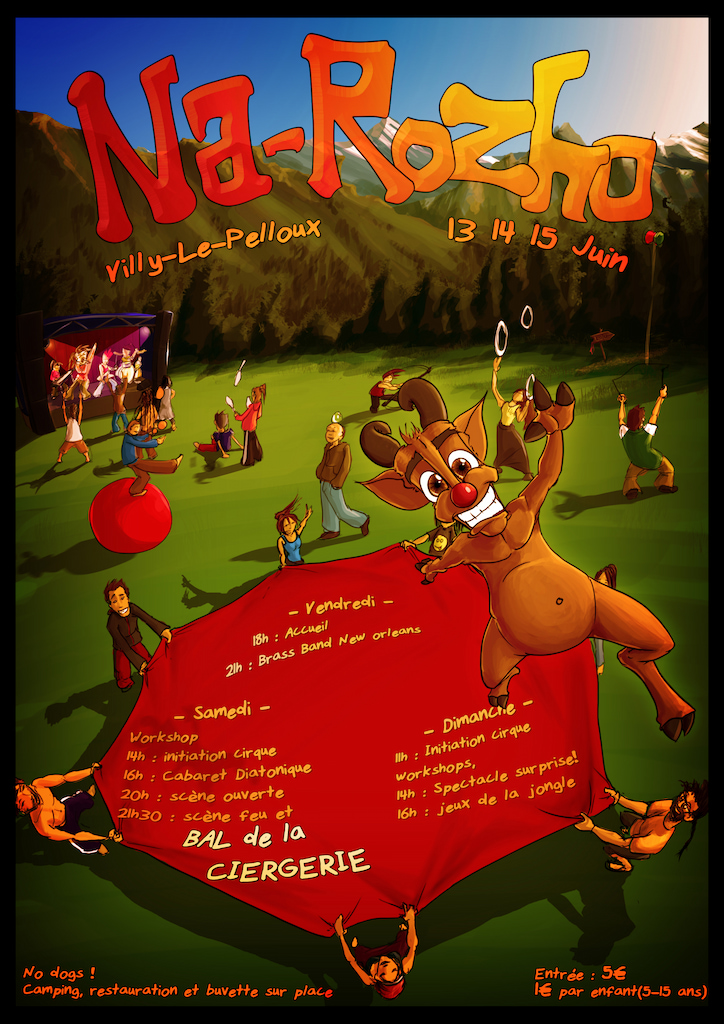 Na-Rozho
Villy-Le-Pelloux
13 14 15 Juin
- Vendredi -
18h : Accueil
21h : Brass Band New orleans
- Samedi -
Workshop
14h : initiation cirque
16h : Cabaret Diatonique
20h : scène ouverte
21h30 : scène feu et
BAL de la
CIERGERIE
- Dimanche -
11h : Initiation cirque
workshops,
14h : Spectacle surprise!
16h : jeux de la jongle
No dogs !
Camping, restauration et buvette sur place
Entrée : 5€
1€ par enfant(5-15 ans)